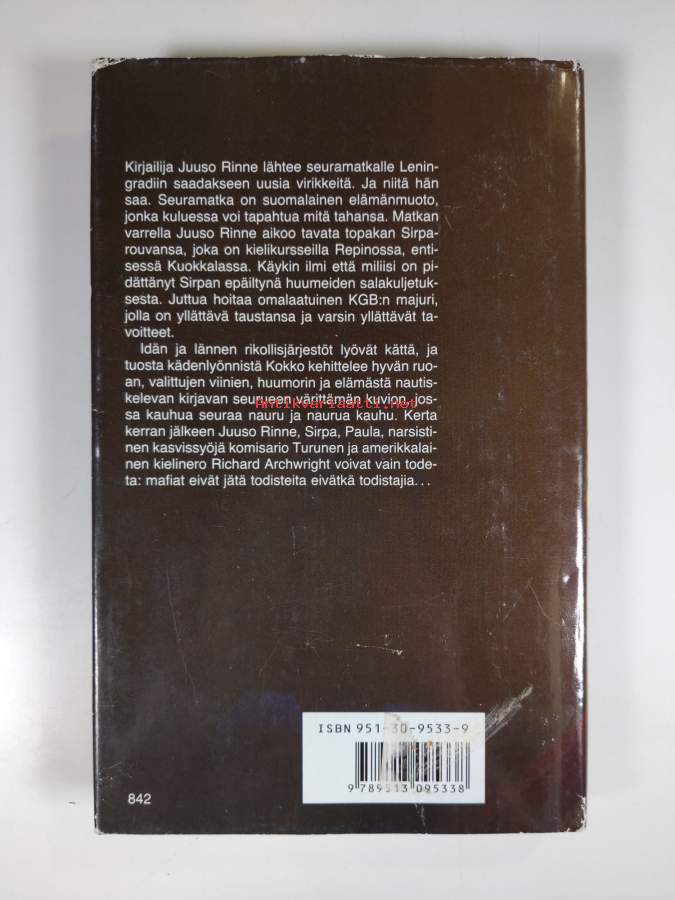 Kirjailija Juuso Rinne lähtee seuramatkalle Lenin-
gradiin saadakseen uusia virikkeitä. Ja niitä hän
saa. Seuramatka on suomalainen elämänmuoto,
jonka kuluessa voi tapahtua mitä tahansa. Matkan
varrella Juuso Rinne aikoo tavata topakan Sirpa-
rouvansa, joka on kielikursseilla Repinossa, enti-
sessä Kuokkalassa. Käykin ilmi että miliisi on pi-
dättänyt Sirpan epäiltynä huumeiden salakuljetuk-
sesta. Juttua hoitaa omalaatuinen KGB:n majuri,
jolla on yllättävä taustansa ja varsin yllättävät ta-
voitteet.
Idän ja lännen rikollisjärjestöt lyövät kättä, ja
tuosta kädenlyönnistä Kokko kehittelee hyvän ruo-
an, valittujen viinien, huumorin ja elämästä nautis-
kelevan kirjavan seurueen värittämän kuvion, jos-
Antikvariaatti.net
sa kauhua seuraa nauru ja naurua kauhu. Kerta
kerran jälkeen Juuso Rinne, Sirpa, Paula, narsisti-
nen kasvissyöjä komisario Turunen ja amerikkalai-
nen kielinero Richard Archwright voivat vain tode-
ta: mafiat eivät jätä todisteita eivätkä todistajia...
ISBN 951-30-9533-9
9 789513 095338
842